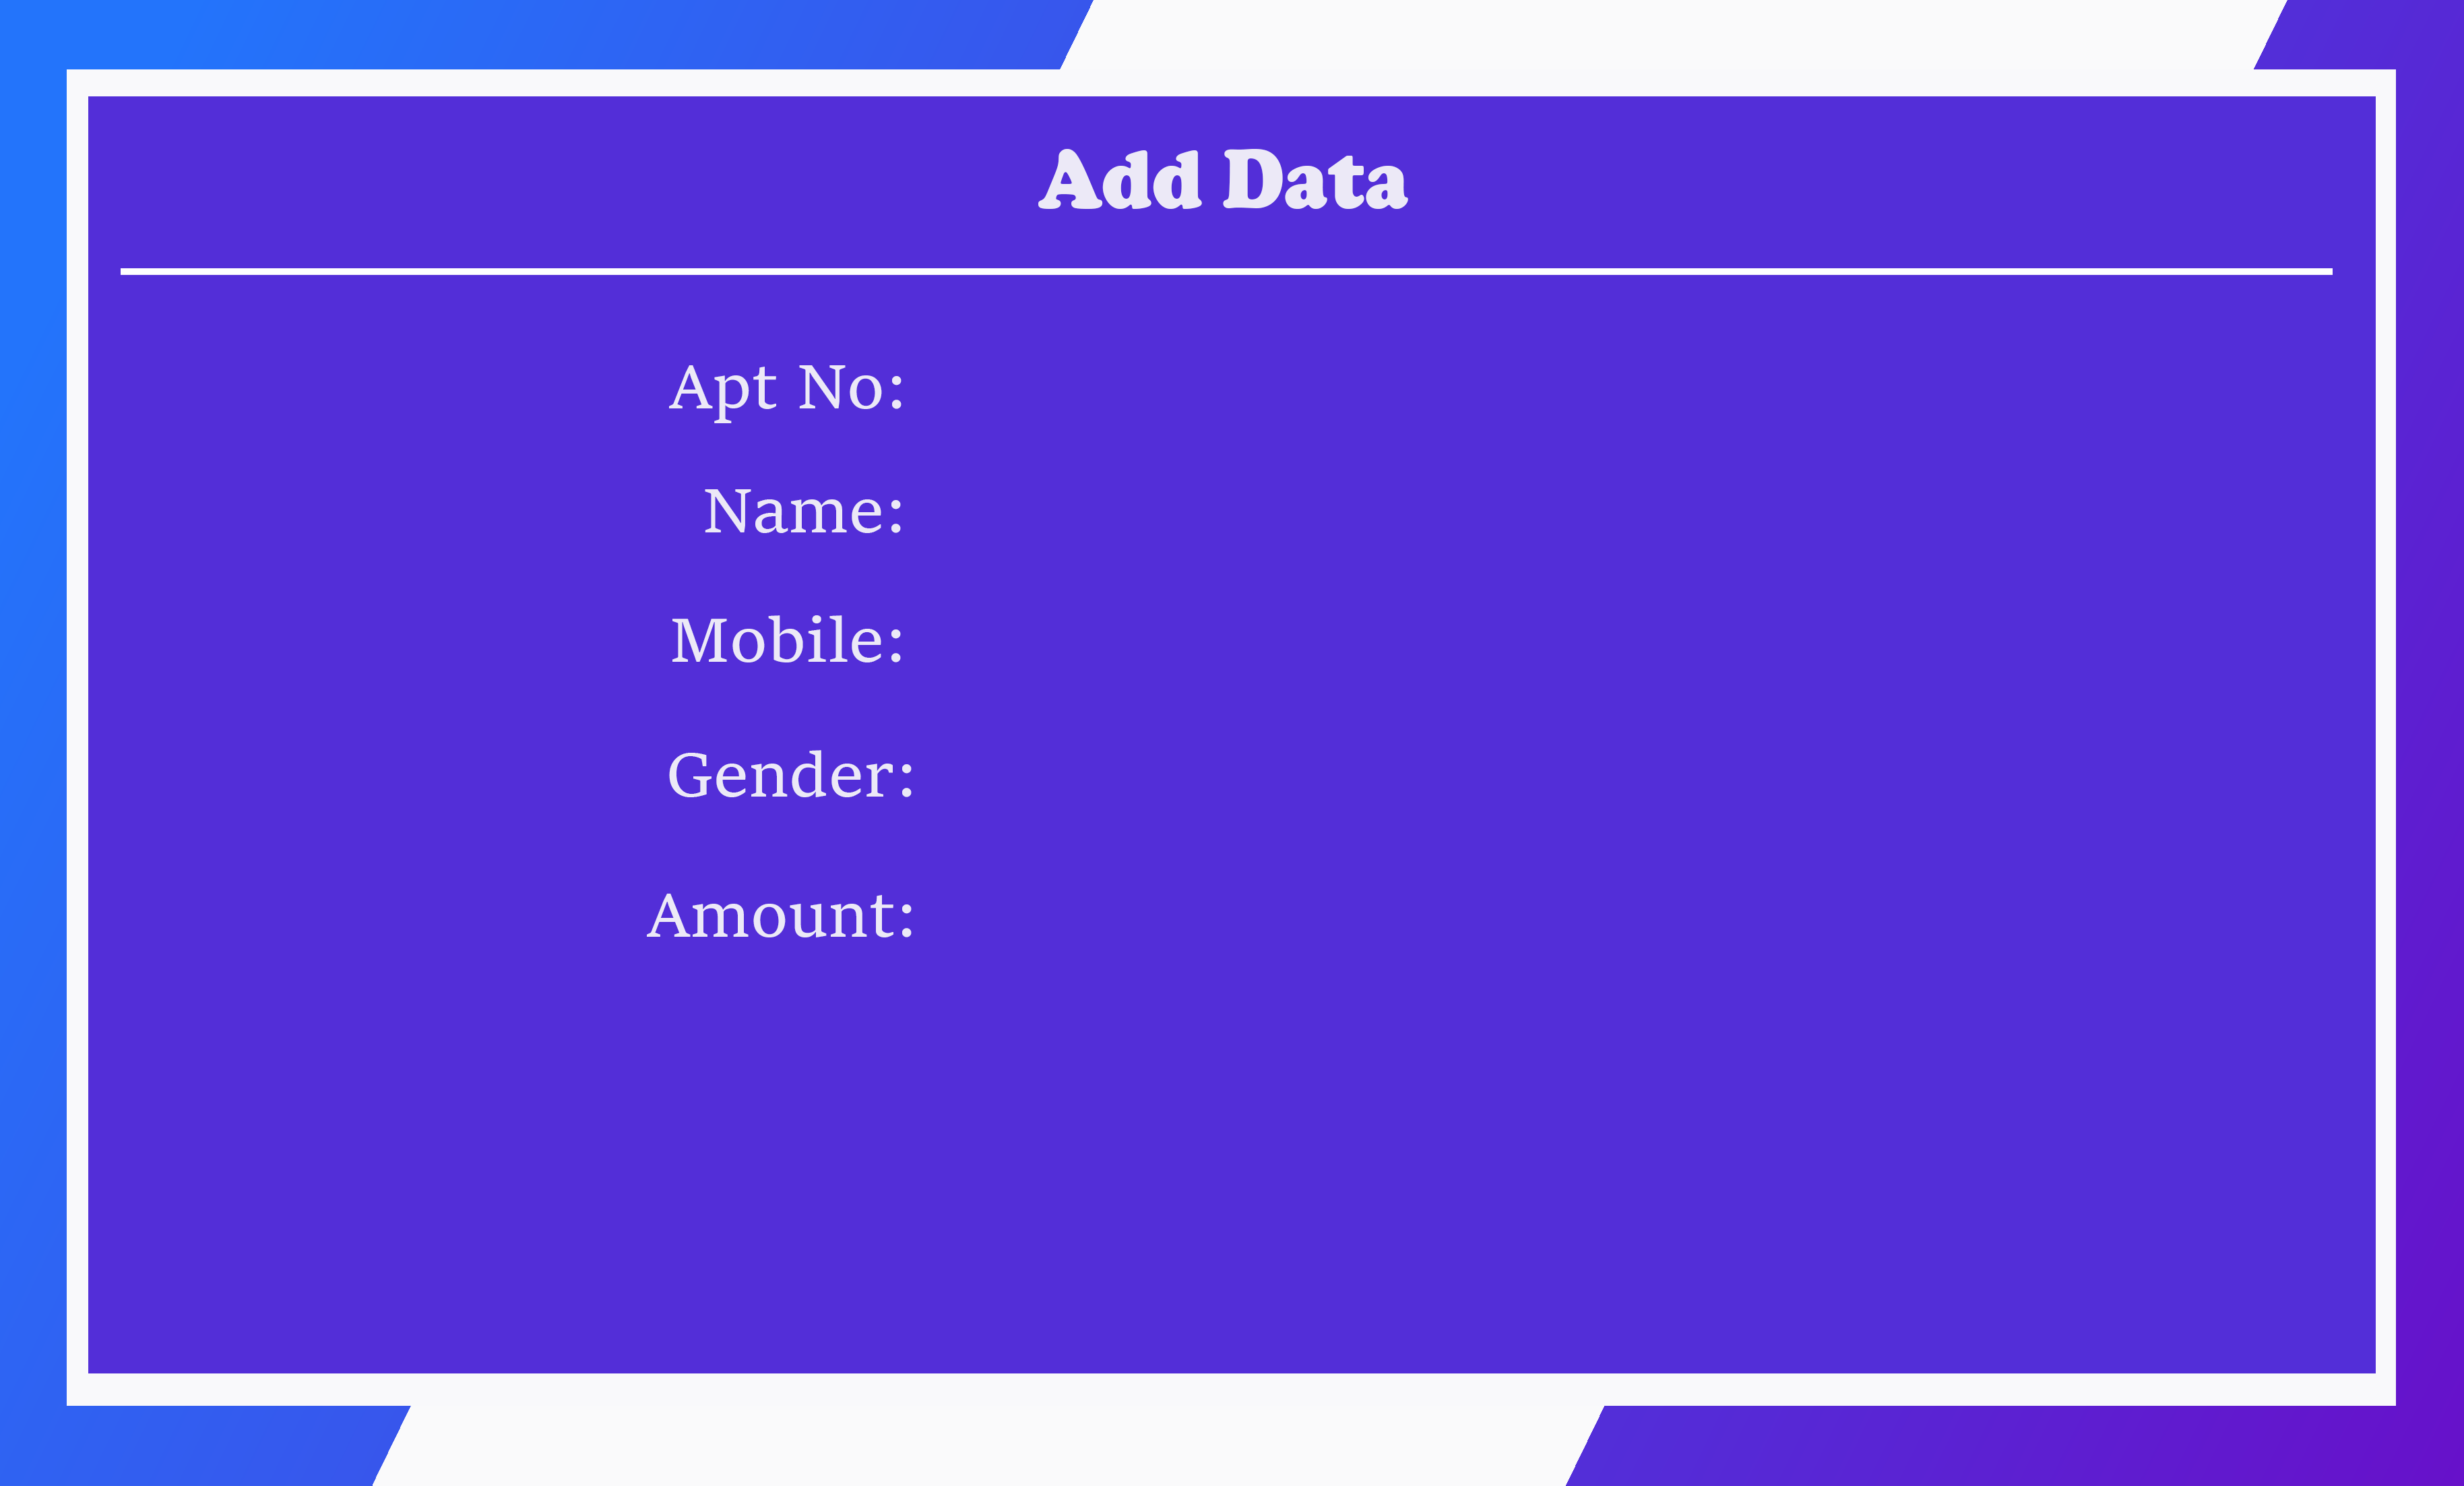 Add Data
Apt No:
Name:
Mobile:
Gender:
Amount: